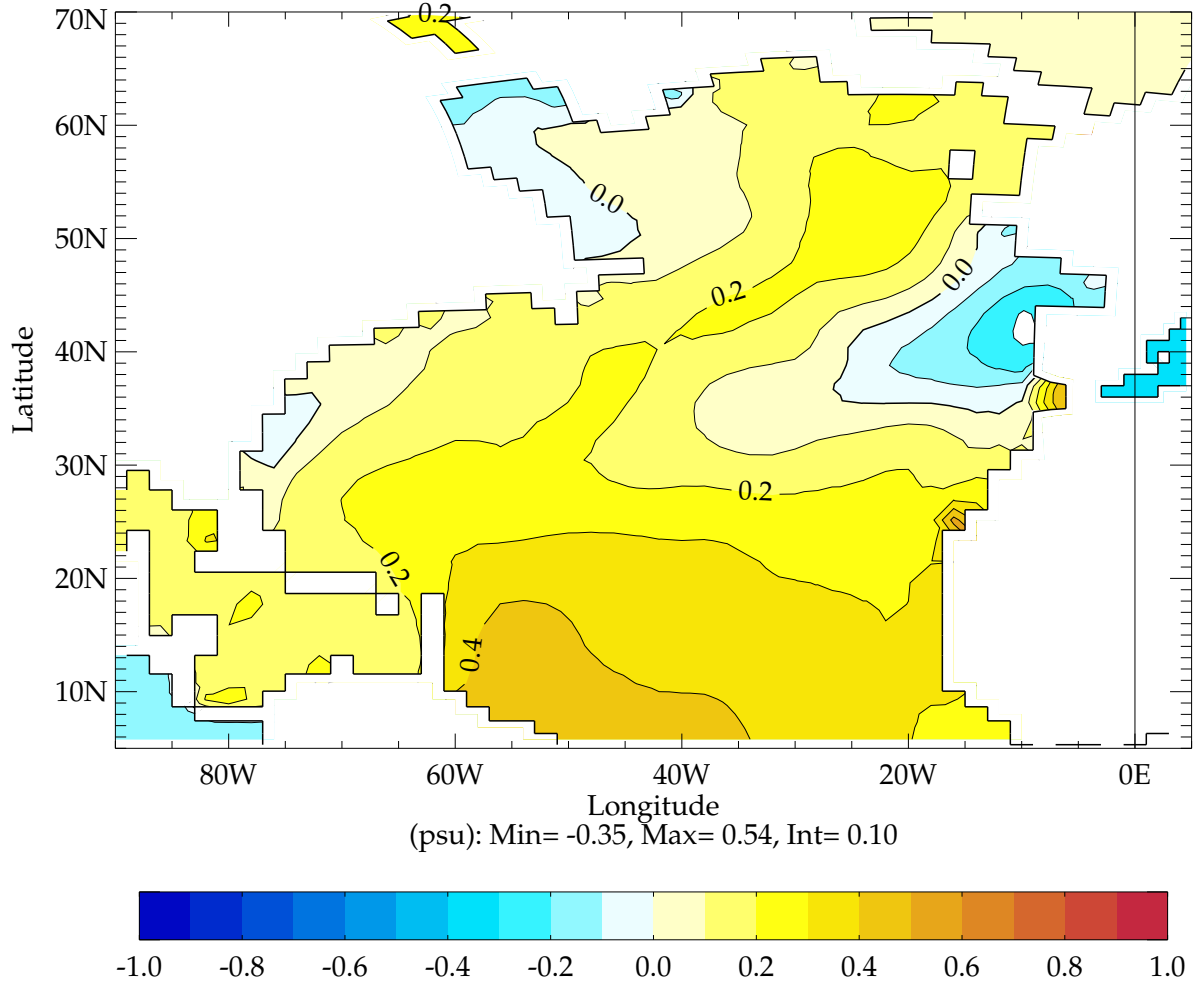 70N
60N
50N
40N
30N
20N
10N
Latitude
0.2
0.0
0.0
0.2
0.2
0.2
0.4
80W 60W 40W 20W 0E
Longitude
(psu): Min= -0.35, Max= 0.54, Int= 0.10
-1.0 -0.8 -0.6 -0.4 -0.2 0.0 0.2 0.4 0.6 0.8 1.0